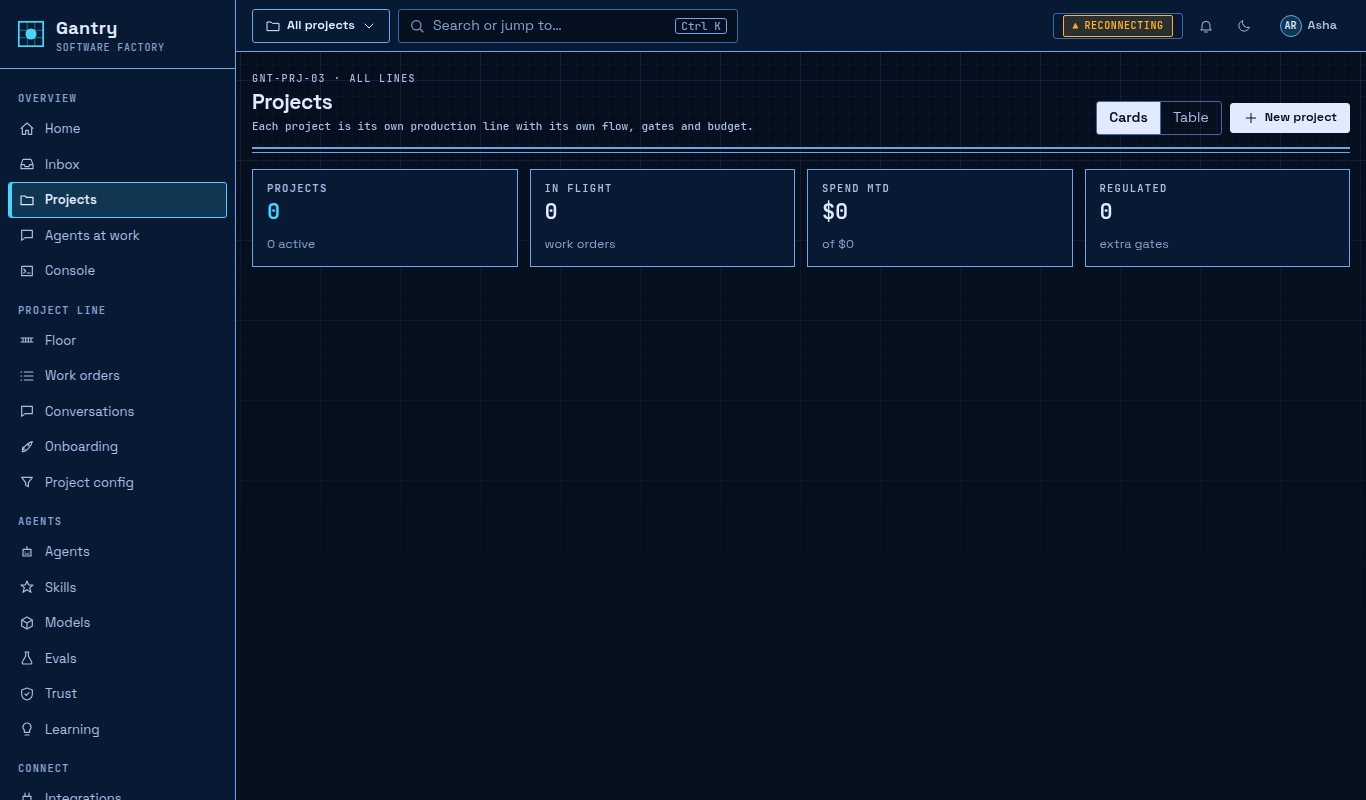 Gantry
SOFTWARE FACTORY
All projects
Search or jump to...
Ctrl K
▲ RECONNECTING
AR
Asha
OVERVIEW
Home
Inbox
Projects
Agents at work
Console
PROJECT LINE
Floor
Work orders
Conversations
Onboarding
Project config
AGENTS
Agents
Skills
Models
Evals
Trust
Learning
CONNECT
Integrations
GNT-PRJ-03 · ALL LINES
Projects
Each project is its own production line with its own flow, gates and budget.
Cards
Table
New project
PROJECTS
0
0 active
IN FLIGHT
0
work orders
SPEND MTD
$0
of $0
REGULATED
0
extra gates